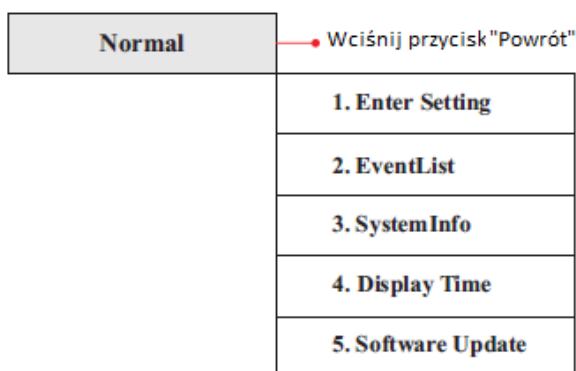 Normal
Wciśnij przycisk "Powrót"
1. Enter Setting
2. EventList
3. SystemInfo
4. Display Time
5. Software Update